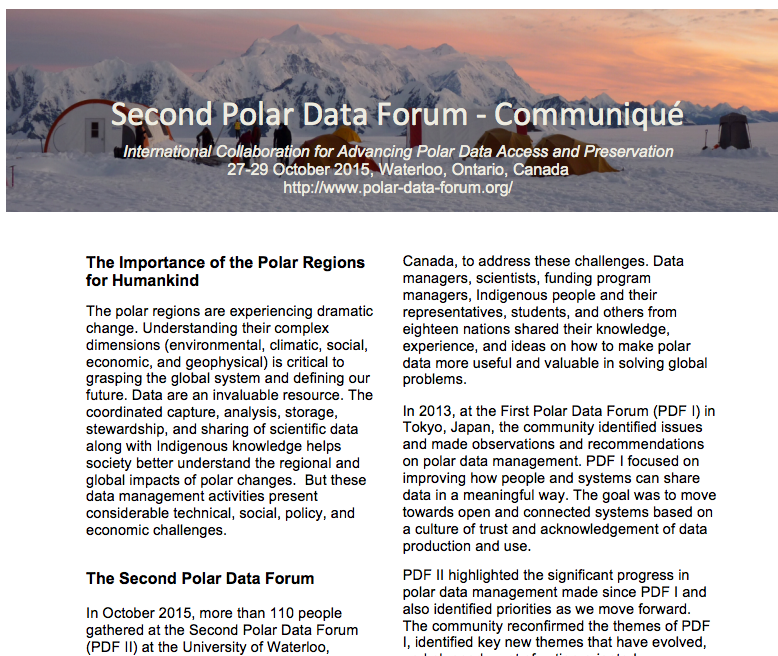 Second Polar Data Forum - Communiqué
International Collaboration for Advancing Polar Data Access and Preservation
27-29 October 2015, Waterloo, Ontario, Canada
http://www.polar-data-forum.org/
The Importance of the Polar Regions
for Humankind
The polar regions are experiencing dramatic
change. Understanding their complex
dimensions (environmental, climatic, social,
economic, and geophysical) is critical to
grasping the global system and defining our
future. Data are an invaluable resource. The
coordinated capture, analysis, storage,
stewardship, and sharing of scientific data
along with Indigenous knowledge helps
society better understand the regional and
global impacts of polar changes.  But these
data management activities present
considerable technical, social, policy, and
economic challenges.
The Second Polar Data Forum
In October 2015, more than 110 people
gathered at the Second Polar Data Forum
(PDF II) at the University of Waterloo,
Canada, to address these challenges. Data
managers, scientists, funding program
managers, Indigenous people and their
representatives, students, and others from
eighteen nations shared their knowledge,
experience, and ideas on how to make polar
data more useful and valuable in solving global
problems.
In 2013, at the First Polar Data Forum (PDF I) in
Tokyo, Japan, the community identified issues
and made observations and recommendations
on polar data management. PDF I focused on
improving how people and systems can share
data in a meaningful way. The goal was to move
towards open and connected systems based on
a culture of trust and acknowledgement of data
production and use.
PDF II highlighted the significant progress in
polar data management made since PDF I and
also identified priorities as we move forward.
The community reconfirmed the themes of PDF
I, identified key new themes that have evolved,